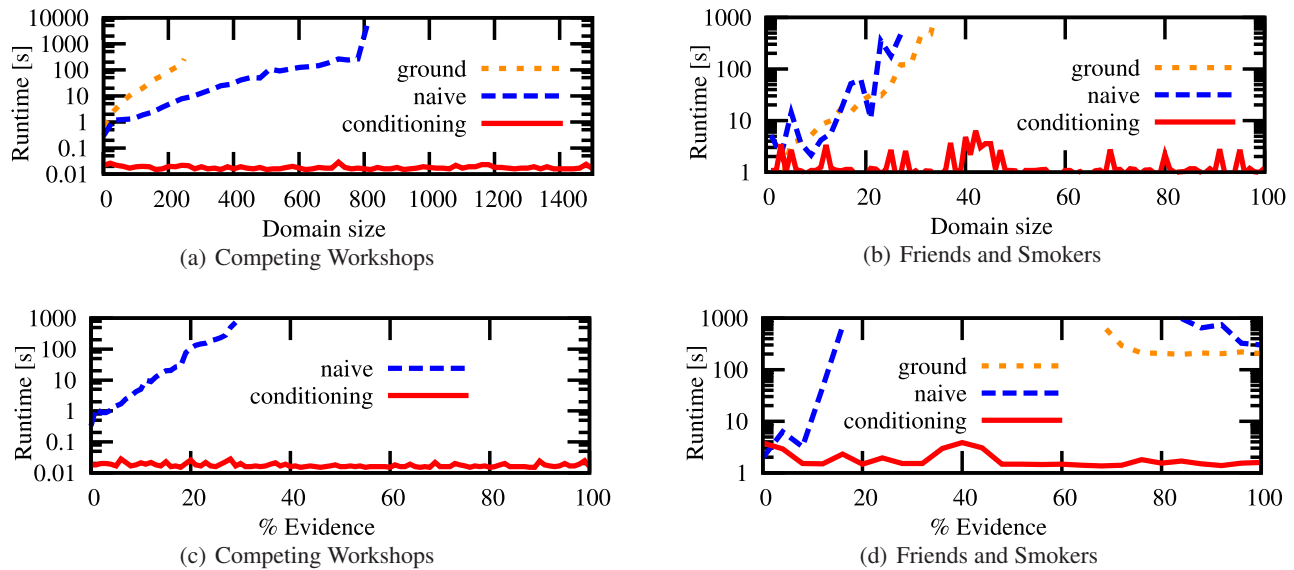 10000
1000
100
10
1
0.1
0.01
Runtime [s]
ground
naive
conditioning
0 200 400 600 800 1000 1200 1400
Domain size
(a) Competing Workshops
1000
100
10
1
Runtime [s]
ground
naive
conditioning
0 20 40 60 80 100
Domain size
(b) Friends and Smokers
1000
100
10
1
0.1
0.01
Runtime [s]
naive
conditioning
0 20 40 60 80 100
% Evidence
(c) Competing Workshops
1000
100
10
1
Runtime [s]
ground
naive
conditioning
0 20 40 60 80 100
% Evidence
(d) Friends and Smokers